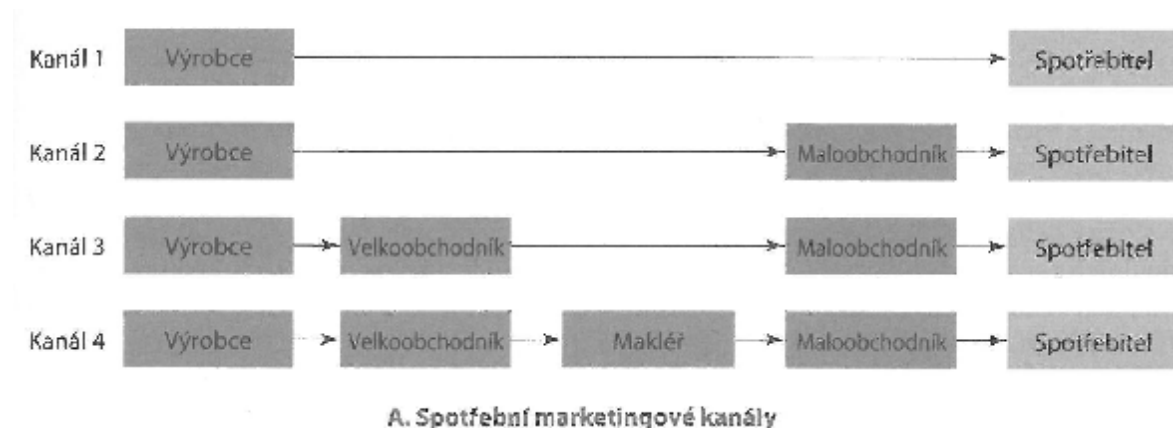 Kanál 1 Výrobce Spotřebitel
Kanál 2 Výrobce Maloobchodník Spotřebitel
Kanál 3 Výrobce Velkoobchodník Maloobchodník Spotřebitel
Kanál 4 Výrobce Velkoobchodník Makléř Maloobchodník Spotřebitel
A. Spotřební marketingové kanály